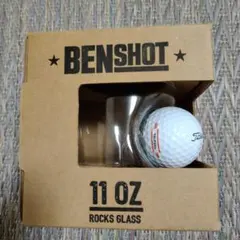 ★ BENSHOT ★
11 OZ
ROCKS GLASS